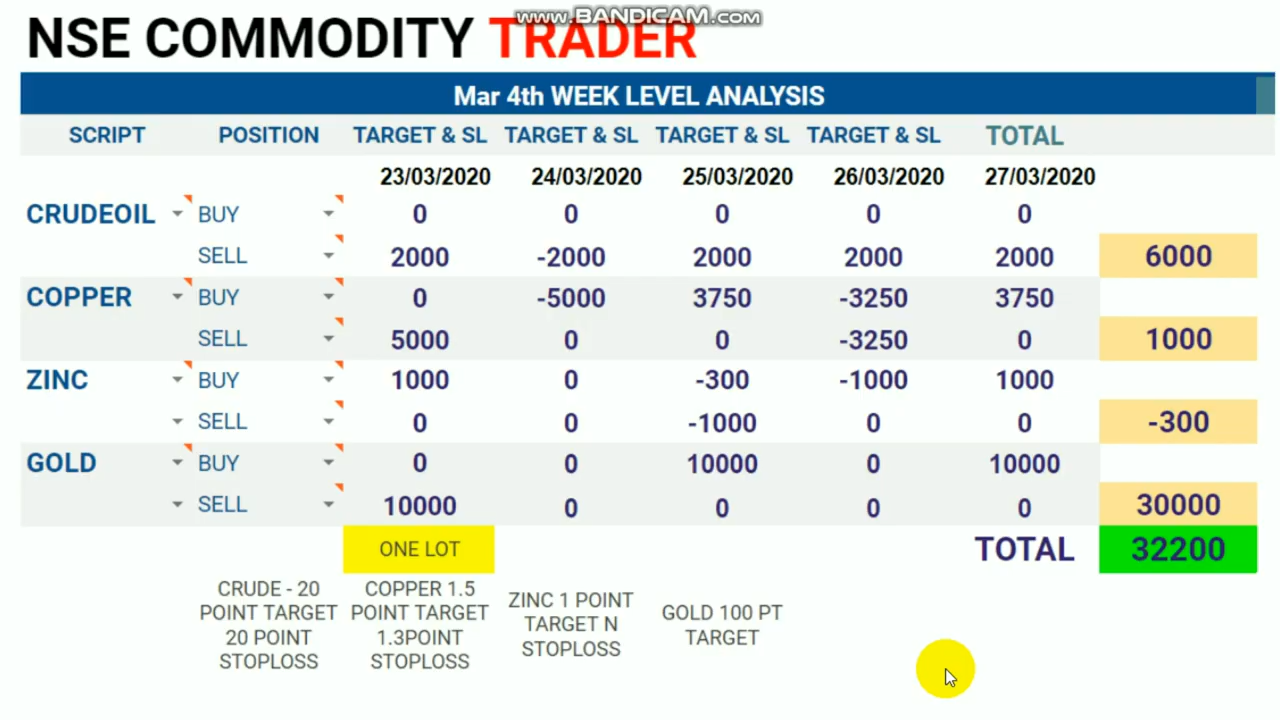 www.BANDICAM.com
NSE COMMODITY TRADER
Mar 4th WEEK LEVEL ANALYSIS
SCRIPT POSITION TARGET & SL TARGET & SL TARGET & SL TARGET & SL TOTAL
23/03/2020 24/03/2020 25/03/2020 26/03/2020 27/03/2020
CRUDEOIL BUY 0 0 0 0 0
SELL 2000 -2000 2000 2000 2000 6000
COPPER BUY 0 -5000 3750 -3250 3750
SELL 5000 0 0 -3250 0 1000
ZINC BUY 1000 0 -300 -1000 1000
SELL 0 0 -1000 0 0 -300
GOLD BUY 0 0 10000 0 10000
SELL 10000 0 0 0 0 30000
ONE LOT TOTAL 32200
CRUDE - 20
POINT TARGET
20 POINT
STOPLOSS
COPPER 1.5
POINT TARGET
1.3POINT
STOPLOSS
ZINC 1 POINT
TARGET N
STOPLOSS
GOLD 100 PT
TARGET